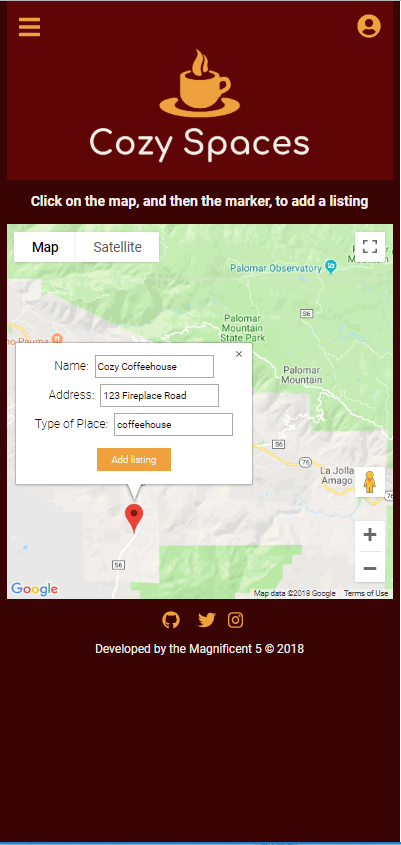 Cozy Spaces
Click on the map, and then the marker, to add a listing
Map Satellite
Palomar Observatory
Mountain
S6
Palomar
Mountain
State Park
Pauma
Palomar
Mountain
Name: Cozy Coffeehouse
Address: 123 Fireplace Road
Type of Place: coffeehouse
Add listing
S6
76
76
La Jolla
Amago
S6
Google
Map data ©2018 Google Terms of Use
Developed by the Magnificent 5 © 2018